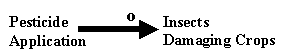 Pesticide
Application
o
Insects
Damaging Crops